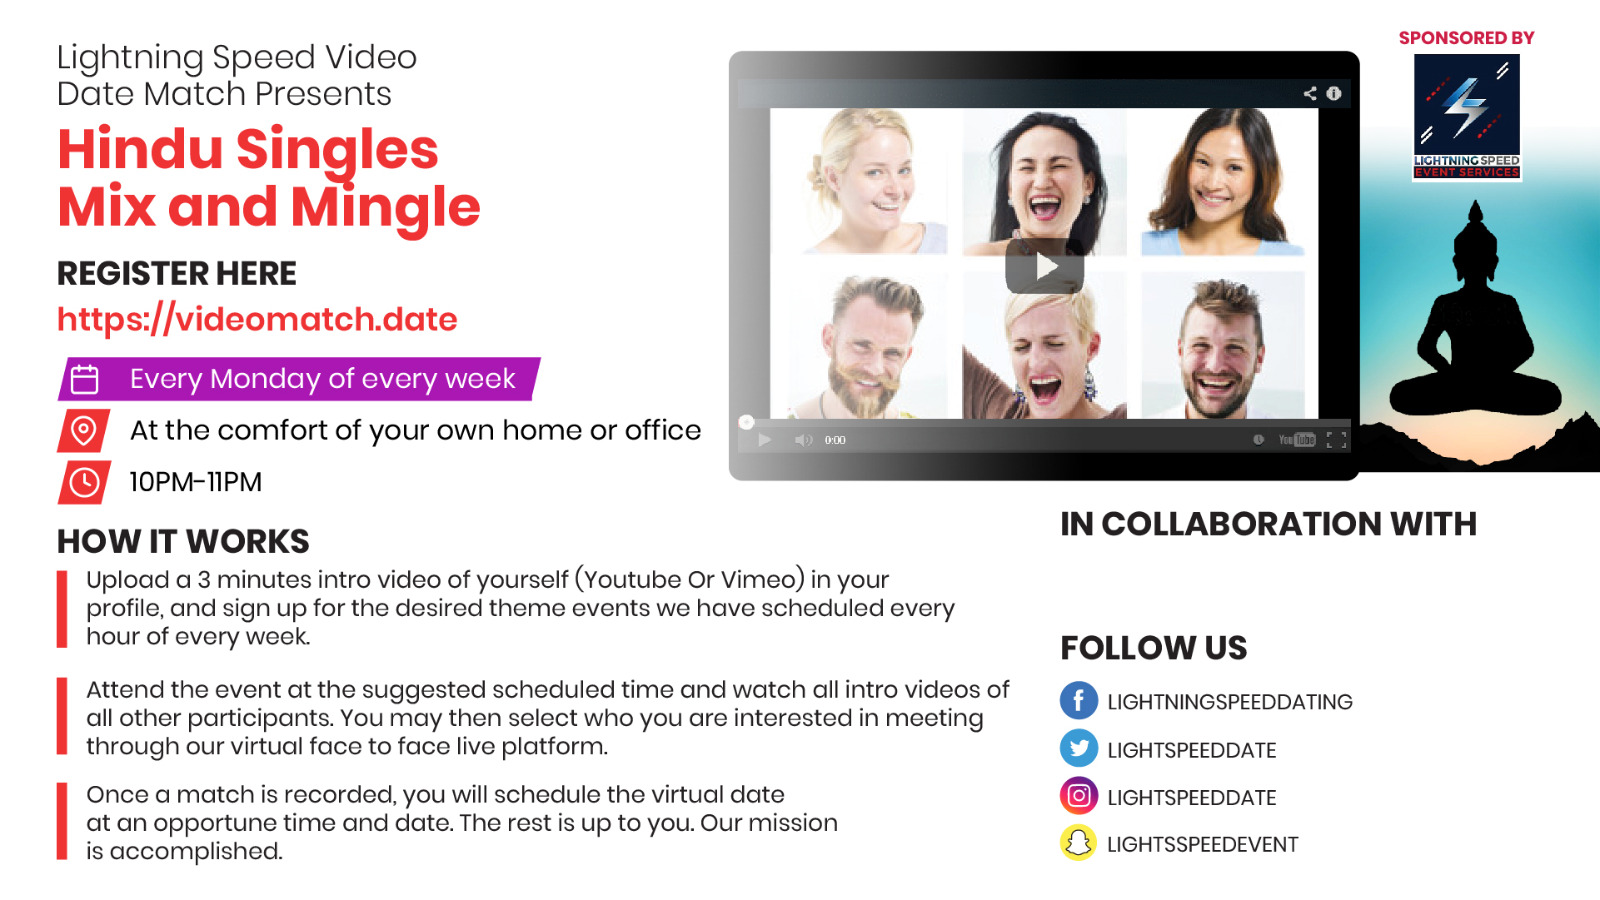 Lightning Speed Video
Date Match Presents
Hindu Singles
Mix and Mingle
REGISTER HERE
https://videomatch.date
Every Monday of every week
At the comfort of your own home or office
10PM-11PM
HOW IT WORKS
Upload a 3 minutes intro video of yourself (Youtube Or Vimeo) in your
profile, and sign up for the desired theme events we have scheduled every
hour of every week.
Attend the event at the suggested scheduled time and watch all intro videos of
all other participants. You may then select who you are interested in meeting
through our virtual face to face live platform.
Once a match is recorded, you will schedule the virtual date
at an opportune time and date. The rest is up to you. Our mission
is accomplished.
0:00
YouTube
SPONSORED BY
LIGHTNING SPEED
EVENT SERVICES
IN COLLABORATION WITH
FOLLOW US
LIGHTNINGSPEEDDATING
LIGHTSPEEDDATE
LIGHTSPEEDDATE
LIGHTSSPEEDEVENT